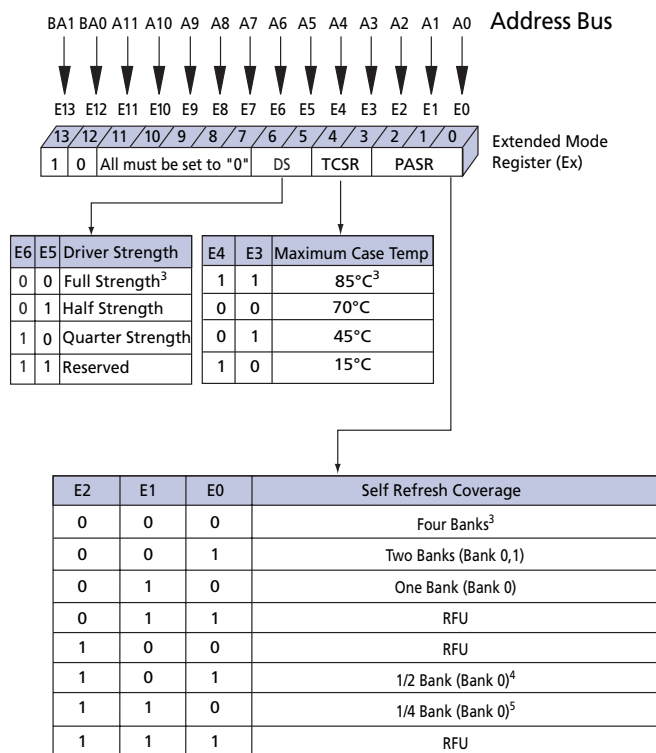 BA1 BA0 A11 A10 A9 A8 A7 A6 A5 A4 A3 A2 A1 A0 Address Bus
E13 E12 E11 E10 E9 E8 E7 E6 E5 E4 E3 E2 E1 E0
13 12 11 10 9 8 7 6 5 4 3 2 1 0 Extended Mode
1 0 All must be set to "0" DS TCSR PASR Register (Ex)
E6 E5 Driver Strength
0 0 Full Strength³
0 1 Half Strength
1 0 Quarter Strength
1 1 Reserved
E4 E3 Maximum Case Temp
1 1 85°C³
0 0 70°C
0 1 45°C
1 0 15°C
E2 E1 E0 Self Refresh Coverage
0 0 0 Four Banks³
0 0 1 Two Banks (Bank 0,1)
0 1 0 One Bank (Bank 0)
0 1 1 RFU
1 0 0 RFU
1 0 1 1/2 Bank (Bank 0)⁴
1 1 0 1/4 Bank (Bank 0)⁵
1 1 1 RFU